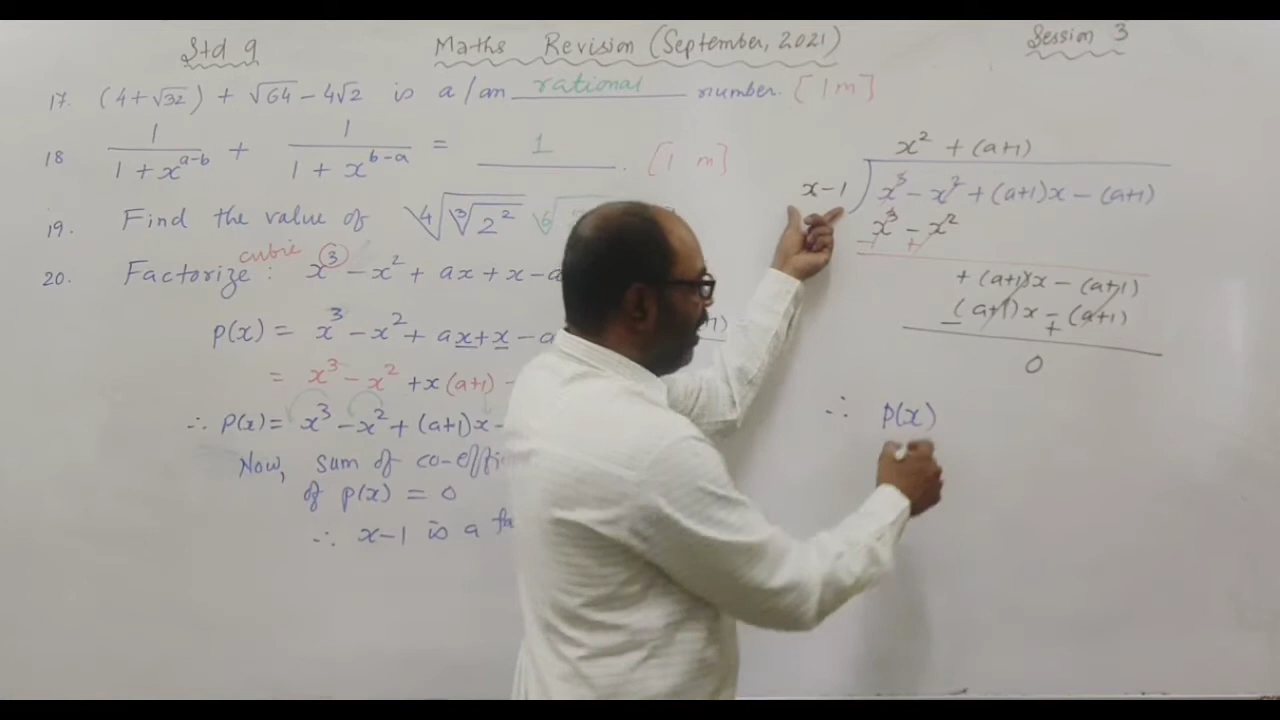 Std 9
Maths Revision (September, 2021)
Session 3
17. (4+√32) + √64 - 4√2 is a/an rational number. [1m]
18 1/(1+x^(a-b)) + 1/(1+x^(b-a)) = 1. [1 m]
19. Find the value of ∜(∛(2²))
cubic
20. Factorize : x³ - x² + ax + x - a
p(x) = x³ - x² + ax + x - a
= x³ - x² + x(a+1) -
∴ p(x) = x³ - x² + (a+1)x -
Now, sum of co-effi
of p(x) = 0
∴ x-1 is a fa
x² + (a+1)
x-1 ) x³ - x² + (a+1)x - (a+1)
x³ - x²
- +
+ (a+1)x - (a+1)
(a+1)x - (a+1)
- +
0
∴ p(x)